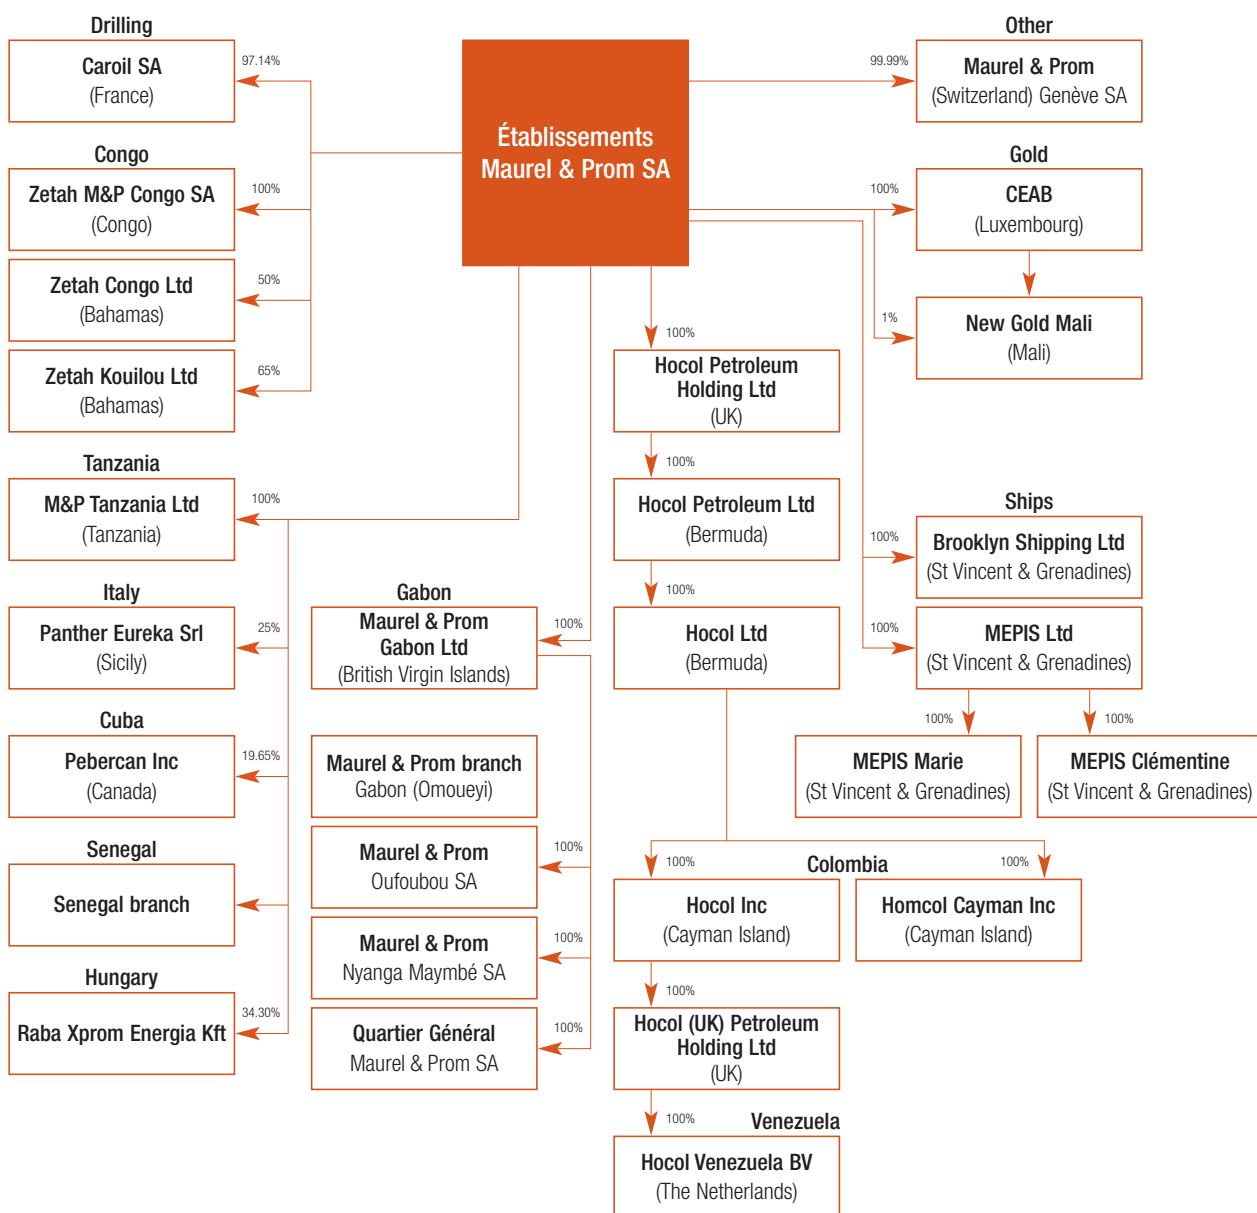 Drilling
97.14%
Caroil SA
(France)
Congo
100%
Zetah M&P Congo SA
(Congo)
50%
Zetah Congo Ltd
(Bahamas)
65%
Zetah Kouilou Ltd
(Bahamas)
Tanzania
100%
M&P Tanzania Ltd
(Tanzania)
Italy
25%
Panther Eureka Srl
(Sicily)
Cuba
19.65%
Pebercan Inc
(Canada)
Senegal
Senegal branch
Hungary
34.30%
Raba Xprom Energia Kft
Établissements
Maurel & Prom SA
Gabon
100%
Maurel & Prom
Gabon Ltd
(British Virgin Islands)
Maurel & Prom branch
Gabon (Omoueyi)
100%
Maurel & Prom
Oufoubou SA
100%
Maurel & Prom
Nyanga Maymbé SA
100%
Quartier Général
Maurel & Prom SA
100%
Hocol Petroleum
Holding Ltd
(UK)
100%
Hocol Petroleum Ltd
(Bermuda)
100%
Hocol Ltd
(Bermuda)
Colombia
100%
Hocol Inc
(Cayman Island)
100%
Homcol Cayman Inc
(Cayman Island)
100%
Hocol (UK) Petroleum
Holding Ltd
(UK)
Venezuela
100%
Hocol Venezuela BV
(The Netherlands)
Other
99.99%
Maurel & Prom
(Switzerland) Genève SA
Gold
100%
CEAB
(Luxembourg)
1%
New Gold Mali
(Mali)
Ships
100%
Brooklyn Shipping Ltd
(St Vincent & Grenadines)
100%
MEPIS Ltd
(St Vincent & Grenadines)
100%
MEPIS Marie
(St Vincent & Grenadines)
100%
MEPIS Clémentine
(St Vincent & Grenadines)